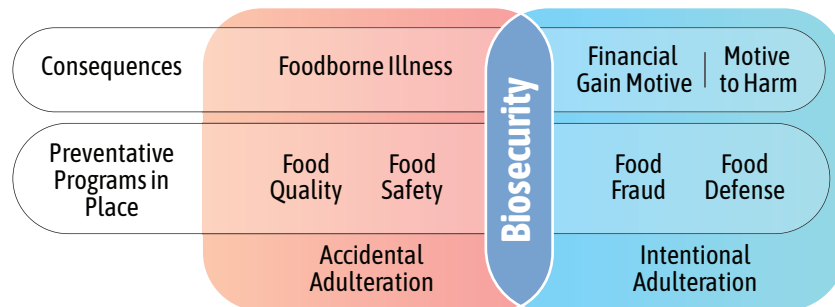 Consequences
Foodborne Illness
Biosecurity
Financial
Gain Motive
Motive
to Harm
Preventative
Programs in
Place
Food
Quality
Food
Safety
Food
Fraud
Food
Defense
Accidental
Adulteration
Intentional
Adulteration